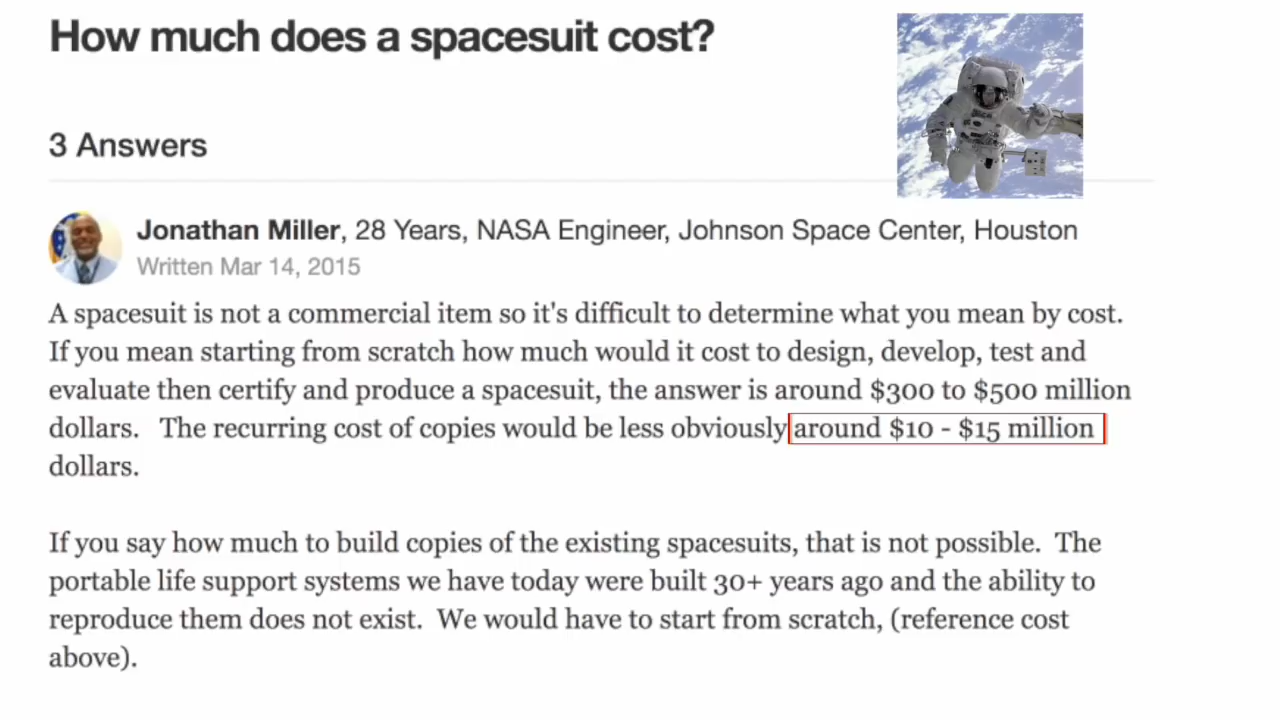 How much does a spacesuit cost?
3 Answers
Jonathan Miller, 28 Years, NASA Engineer, Johnson Space Center, Houston
Written Mar 14, 2015
A spacesuit is not a commercial item so it's difficult to determine what you mean by cost.
If you mean starting from scratch how much would it cost to design, develop, test and
evaluate then certify and produce a spacesuit, the answer is around $300 to $500 million
dollars.   The recurring cost of copies would be less obviously around $10 - $15 million
dollars.
If you say how much to build copies of the existing spacesuits, that is not possible.  The
portable life support systems we have today were built 30+ years ago and the ability to
reproduce them does not exist.  We would have to start from scratch, (reference cost
above).